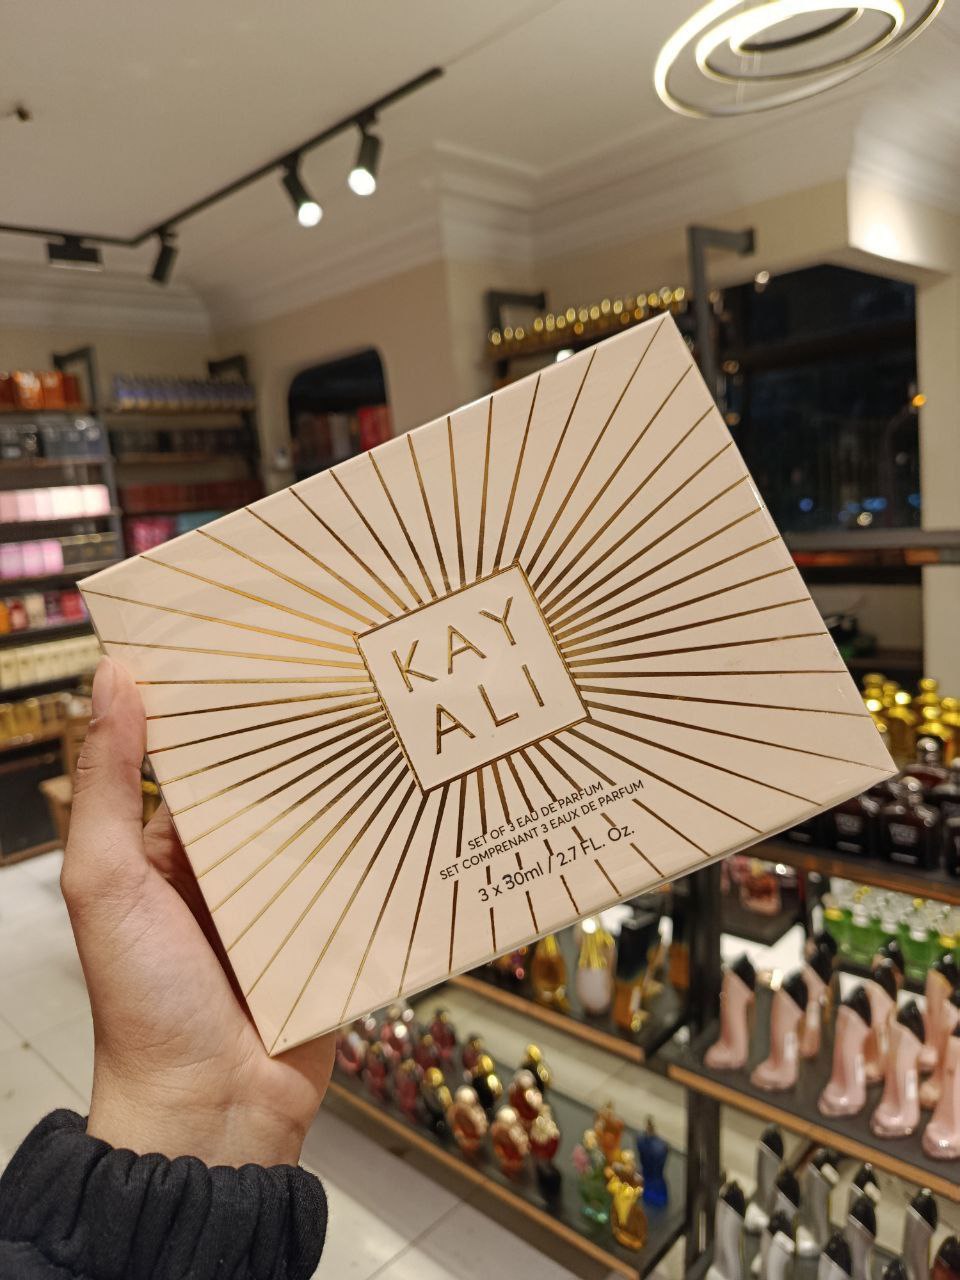 KAY
ALI
SET OF 3 EAU DE PARFUM
SET COMPRENANT 3 EAUX DE PARFUM
3 x 30ml / 2.7 FL. Oz.